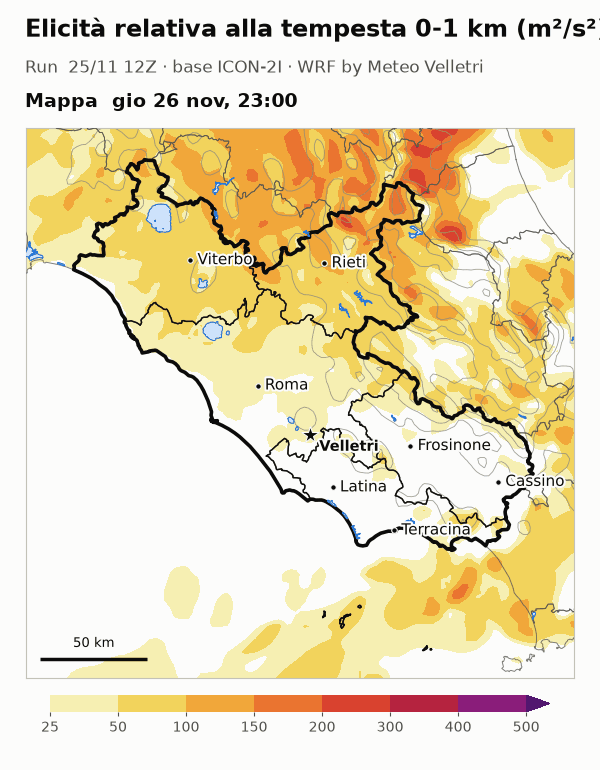 Elicità relativa alla tempesta 0-1 km (m²/s²)
Run  25/11 12Z · base ICON-2I · WRF by Meteo Velletri
Mappa  gio 26 nov, 23:00
Viterbo
Rieti
Roma
Velletri
Frosinone
Cassino
Latina
Terracina
50 km
25 50 100 150 200 300 400 500